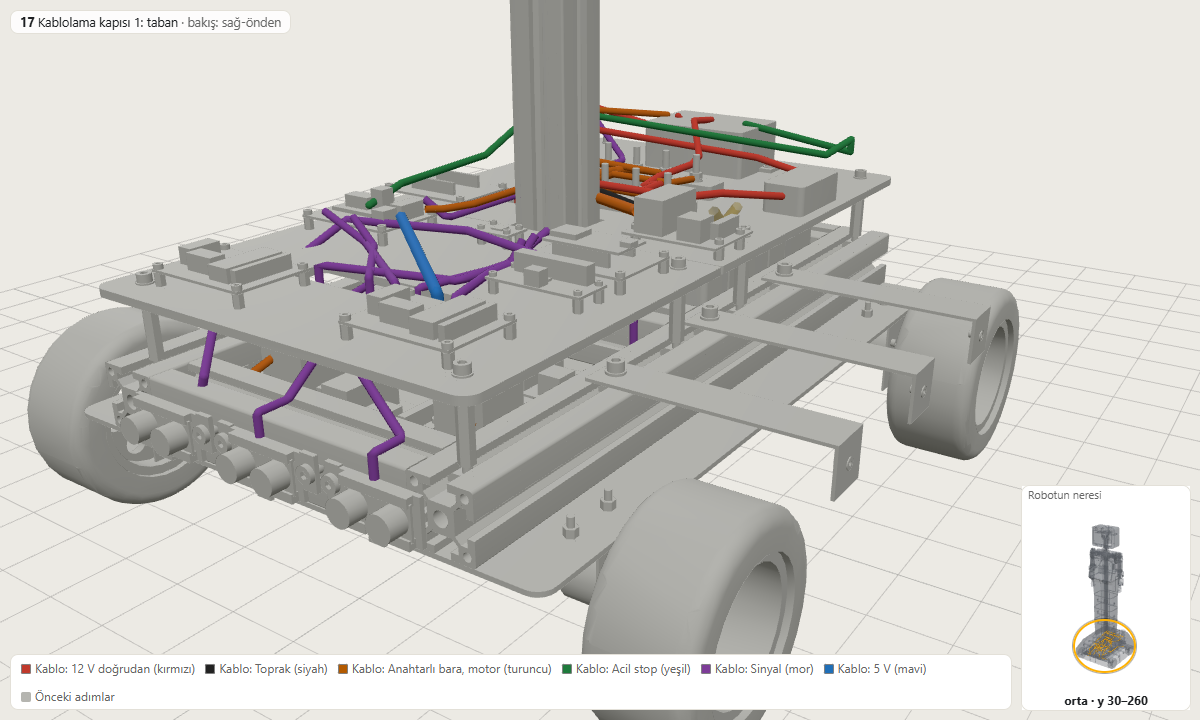 17 Kablolama kapısı 1: taban · bakış: sağ-önden
Robotun neresi
orta · y 30–260
Kablo: 12 V doğrudan (kırmızı)
Kablo: Toprak (siyah)
Kablo: Anahtarlı bara, motor (turuncu)
Kablo: Acil stop (yeşil)
Kablo: Sinyal (mor)
Kablo: 5 V (mavi)
Önceki adımlar